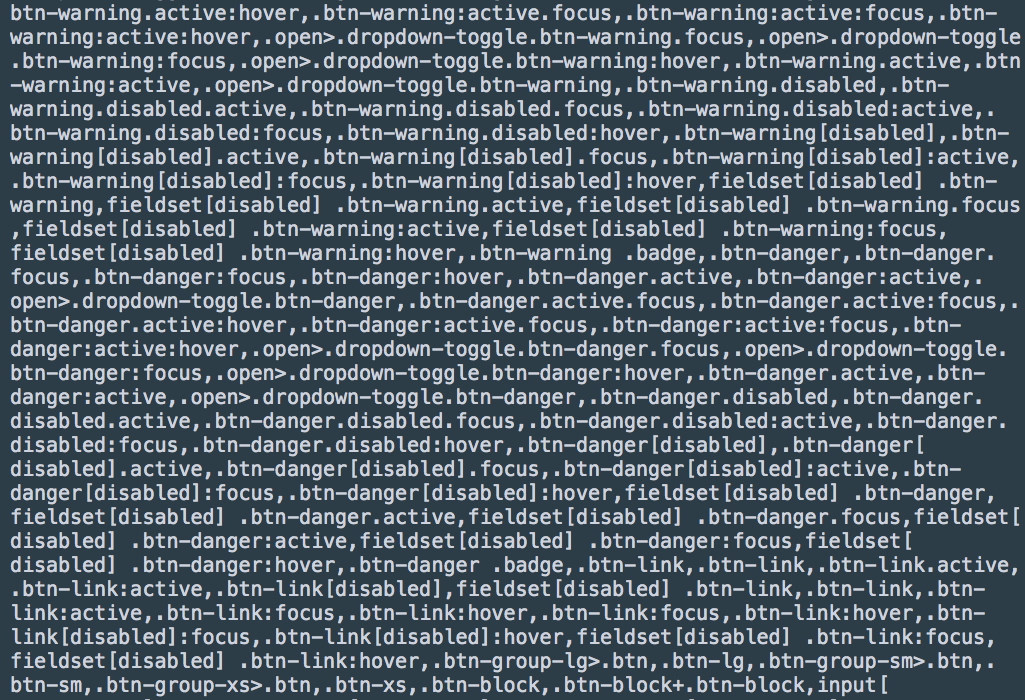 btn-warning.active:hover,.btn-warning:active.focus,.btn-warning:active:focus,.btn-
warning:active:hover,.open>.dropdown-toggle.btn-warning.focus,.open>.dropdown-toggle
.btn-warning:focus,.open>.dropdown-toggle.btn-warning:hover,.btn-warning.active,.btn
-warning:active,.open>.dropdown-toggle.btn-warning,.btn-warning.disabled,.btn-
warning.disabled.active,.btn-warning.disabled.focus,.btn-warning.disabled:active,.
btn-warning.disabled:focus,.btn-warning.disabled:hover,.btn-warning[disabled],.btn-
warning[disabled].active,.btn-warning[disabled].focus,.btn-warning[disabled]:active,
.btn-warning[disabled]:focus,.btn-warning[disabled]:hover,fieldset[disabled] .btn-
warning,fieldset[disabled] .btn-warning.active,fieldset[disabled] .btn-warning.focus
,fieldset[disabled] .btn-warning:active,fieldset[disabled] .btn-warning:focus,
fieldset[disabled] .btn-warning:hover,.btn-warning .badge,.btn-danger,.btn-danger.
focus,.btn-danger:focus,.btn-danger:hover,.btn-danger.active,.btn-danger:active,.
open>.dropdown-toggle.btn-danger,.btn-danger.active.focus,.btn-danger.active:focus,.
btn-danger.active:hover,.btn-danger:active.focus,.btn-danger:active:focus,.btn-
danger:active:hover,.open>.dropdown-toggle.btn-danger.focus,.open>.dropdown-toggle.
btn-danger:focus,.open>.dropdown-toggle.btn-danger:hover,.btn-danger.active,.btn-
danger:active,.open>.dropdown-toggle.btn-danger,.btn-danger.disabled,.btn-danger.
disabled.active,.btn-danger.disabled.focus,.btn-danger.disabled:active,.btn-danger.
disabled:focus,.btn-danger.disabled:hover,.btn-danger[disabled],.btn-danger[
disabled].active,.btn-danger[disabled].focus,.btn-danger[disabled]:active,.btn-
danger[disabled]:focus,.btn-danger[disabled]:hover,fieldset[disabled] .btn-danger,
fieldset[disabled] .btn-danger.active,fieldset[disabled] .btn-danger.focus,fieldset[
disabled] .btn-danger:active,fieldset[disabled] .btn-danger:focus,fieldset[
disabled] .btn-danger:hover,.btn-danger .badge,.btn-link,.btn-link,.btn-link.active,
.btn-link:active,.btn-link[disabled],fieldset[disabled] .btn-link,.btn-link,.btn-
link:active,.btn-link:focus,.btn-link:hover,.btn-link:focus,.btn-link:hover,.btn-
link[disabled]:focus,.btn-link[disabled]:hover,fieldset[disabled] .btn-link:focus,
fieldset[disabled] .btn-link:hover,.btn-group-lg>.btn,.btn-lg,.btn-group-sm>.btn,.
btn-sm,.btn-group-xs>.btn,.btn-xs,.btn-block,.btn-block+.btn-block,input[